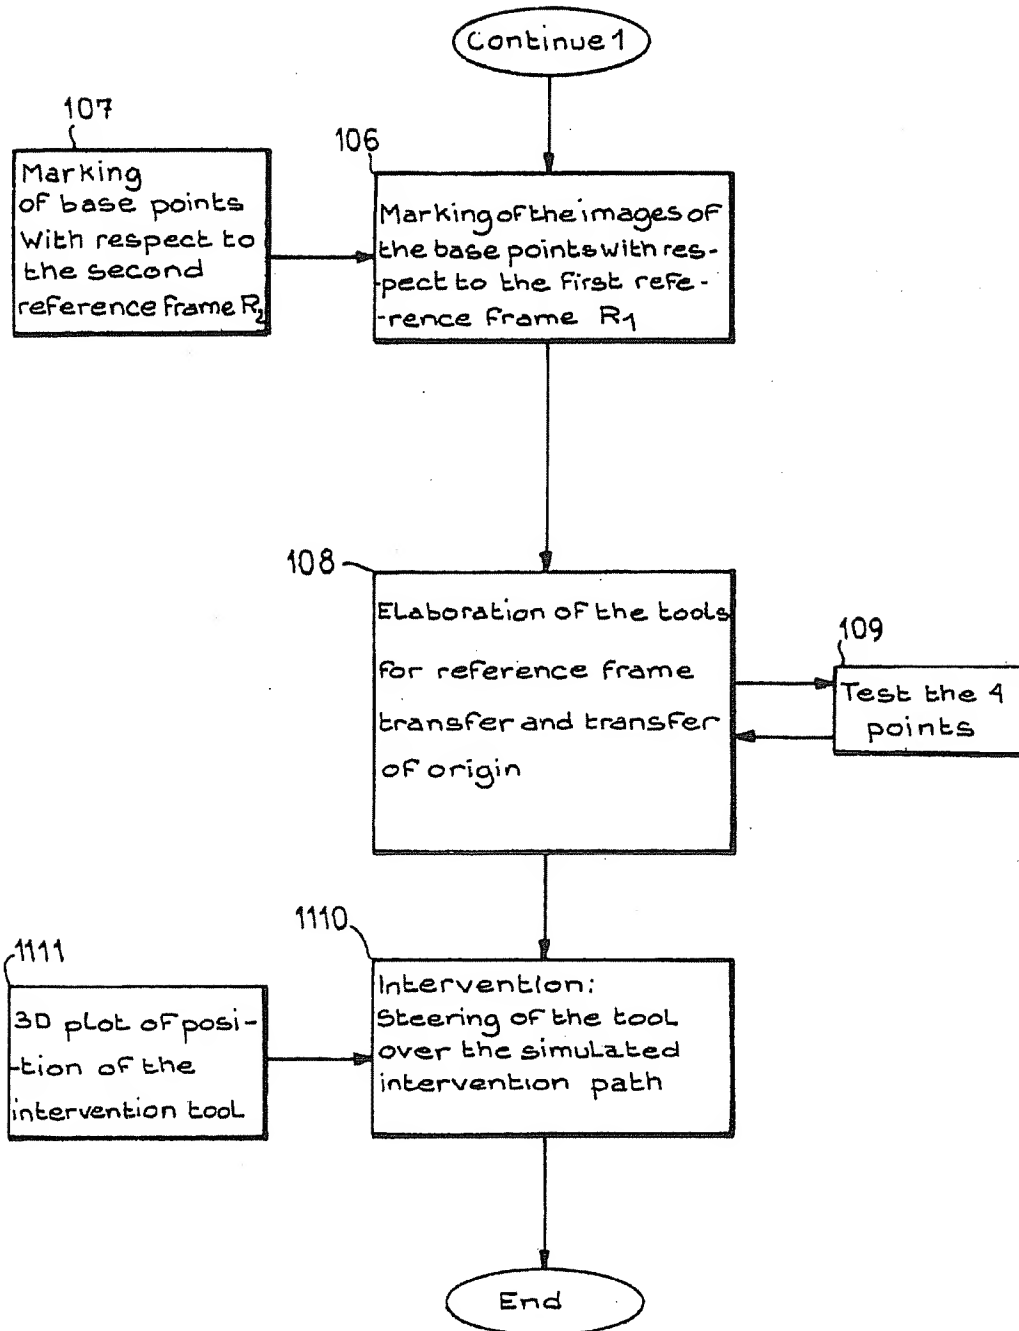 Continue 1
107
Marking
of base points
With respect to
the second
reference frame R2
106
Marking of the images of
the base points with res-
-pect to the first refe-
-rence frame R1
108
Elaboration of the tools
for reference frame
transfer and transfer
of origin
109
Test the 4
points
1110
Intervention:
Steering of the tool
over the simulated
intervention path
1111
3D plot of posi-
-tion of the
intervention tool
End